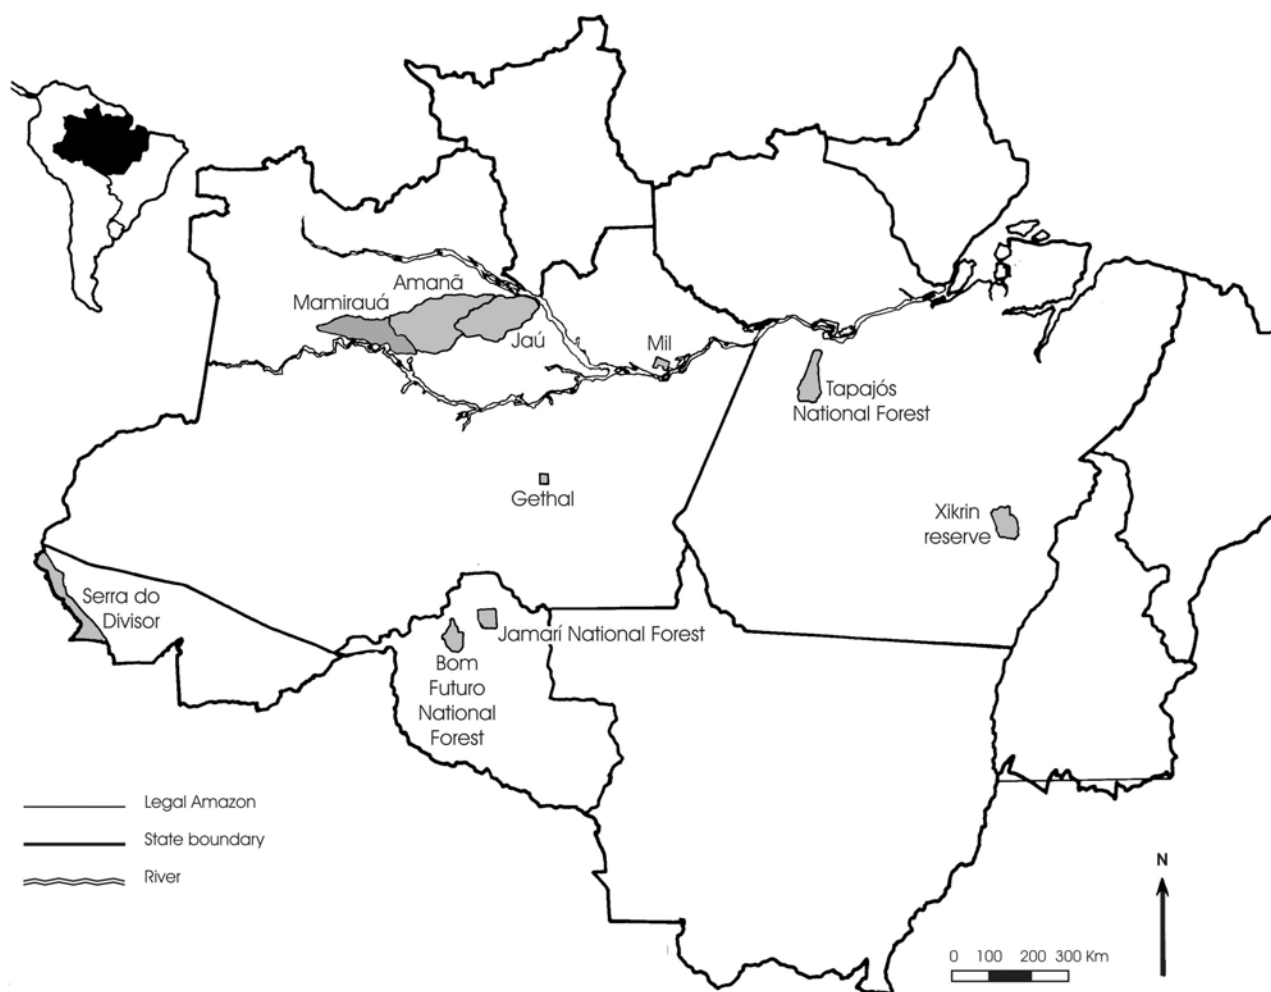 Amanã
Mamirauá
Jaú
Mil
Tapajós
National Forest
Gethal
Xikrin
reserve
Serra do
Divisor
Jamarí National Forest
Bom
Futuro
National
Forest
Legal Amazon
State boundary
River
N
0 100 200 300 Km